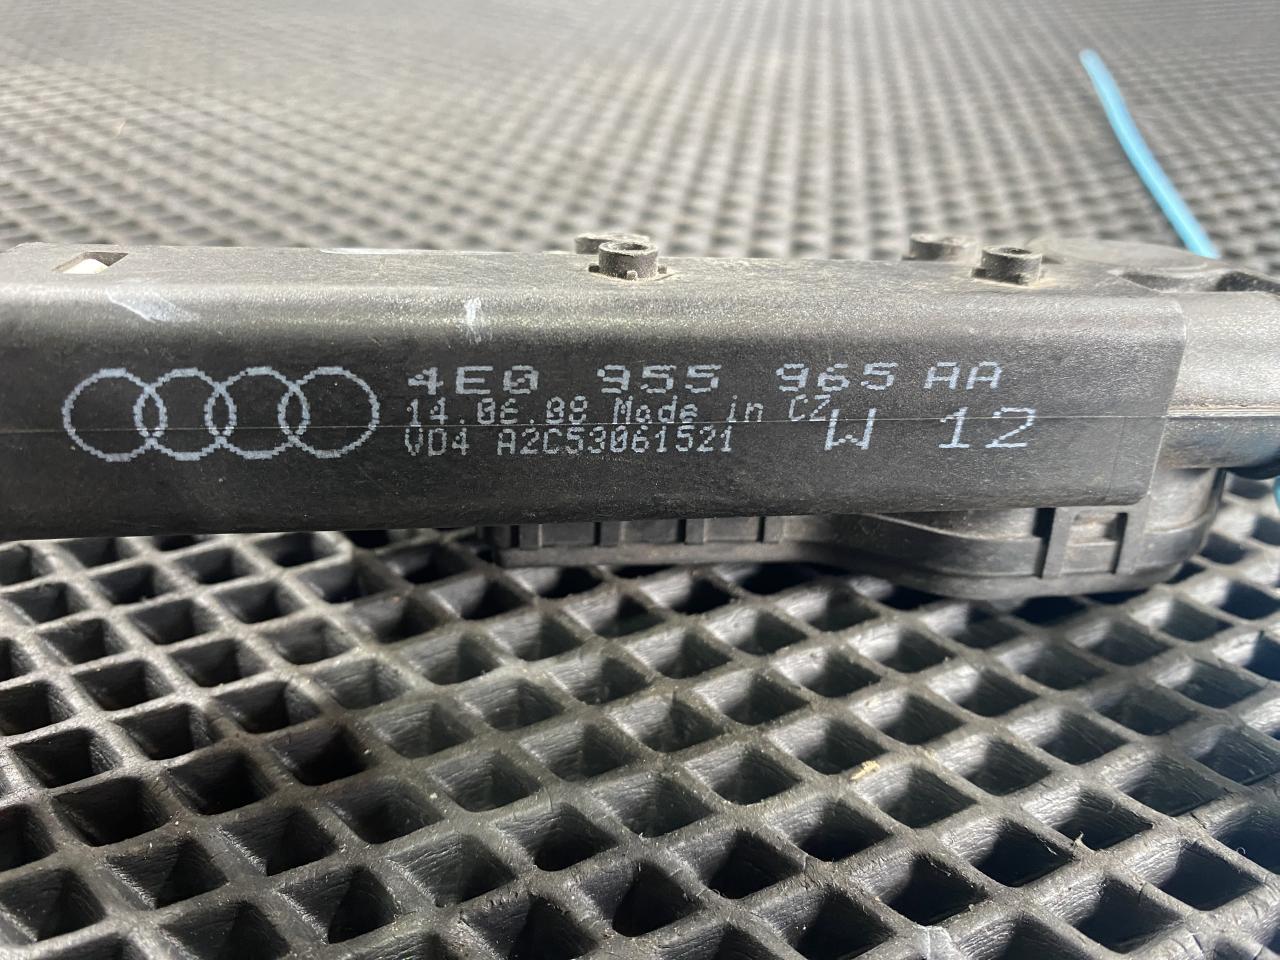 4E0 955 965 AA
14.06.08 Made in CZ
VD4 A2C53061521
W 12